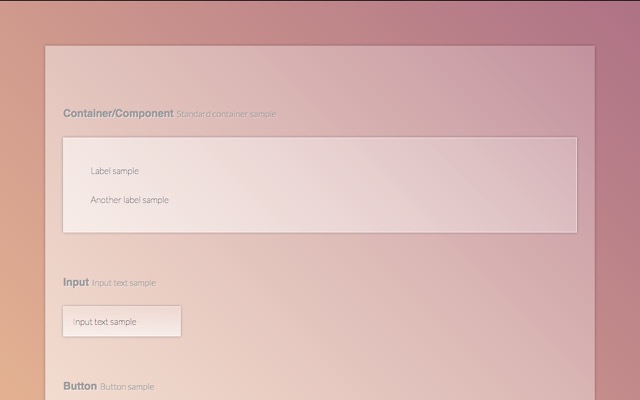 Container/Component Standard container sample
Label sample
Another label sample
Input Input text sample
Input text sample
Button Button sample